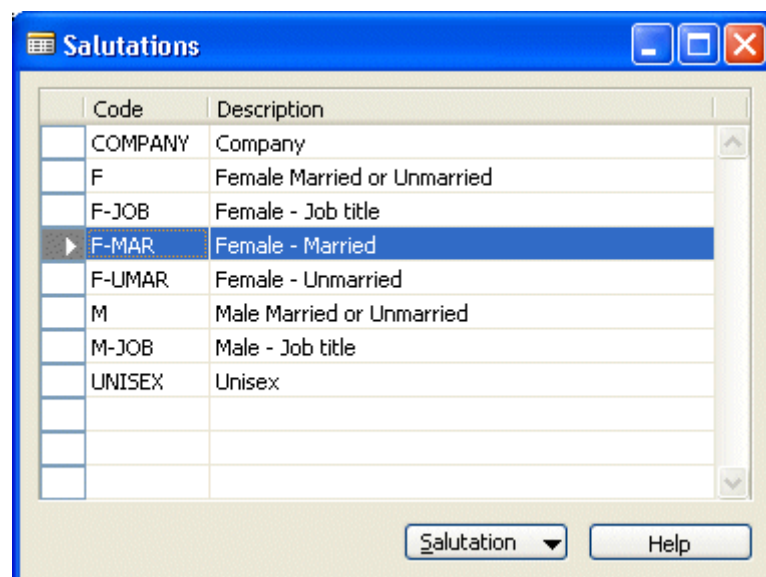 Salutations
Code Description
COMPANY Company
F Female Married or Unmarried
F-JOB Female - Job title
F-MAR Female - Married
F-UMAR Female - Unmarried
M Male Married or Unmarried
M-JOB Male - Job title
UNISEX Unisex
Salutation Help